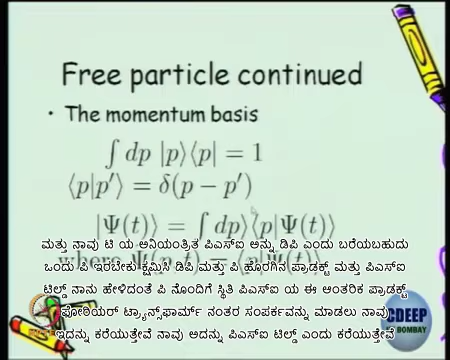 Free particle continued
• The momentum basis
∫ dp |p⟩⟨p| = 1
⟨p|p′⟩ = δ(p − p′)
|Ψ(t)⟩ = ∫ dp⟩⟨p|Ψ(t)⟩
ಮತ್ತು ನಾವು ಟಿ ಯ ಅನಿಯಂತ್ರಿತ ಪಿಎಸ್ಐ ಅನ್ನು ಡಿಪಿ ಎಂದು ಬರೆಯಬಹುದು
ಒಂದು ಪಿ ಇರಬೇಕು ಕ್ಷಮಿಸಿ ಡಿಪಿ ಮತ್ತು ಪಿ ಹೊರಗಿನ ಪ್ರಾಡಕ್ಟ್ ಮತ್ತು ಪಿಎಸ್ಐ
where Ψ(p,t) = ⟨p|Ψ(t)⟩
ಟಿಲ್ಡ್ ನಾನು ಹೇಳಿದಂತೆ ಪಿ ನೊಂದಿಗೆ ಸ್ಥಿತಿ ಪಿಎಸ್ಐ ಯ ಈ ಆಂತರಿಕ ಪ್ರಾಡಕ್ಟ್
ಫೋರಿಯರ್ ಟ್ರ್ಯಾನ್ಸ್‌ಫಾರ್ಮ್ ನಂತರ ಸಂಪರ್ಕವನ್ನು ಮಾಡಲು ನಾವು
ಇದನ್ನು ಕರೆಯುತ್ತೇವೆ ನಾವು ಅದನ್ನು ಪಿಎಸ್ಐ ಟಿಲ್ಡ್ ಎಂದು ಕರೆಯುತ್ತೇವೆ
CDEEP
BOMBAY